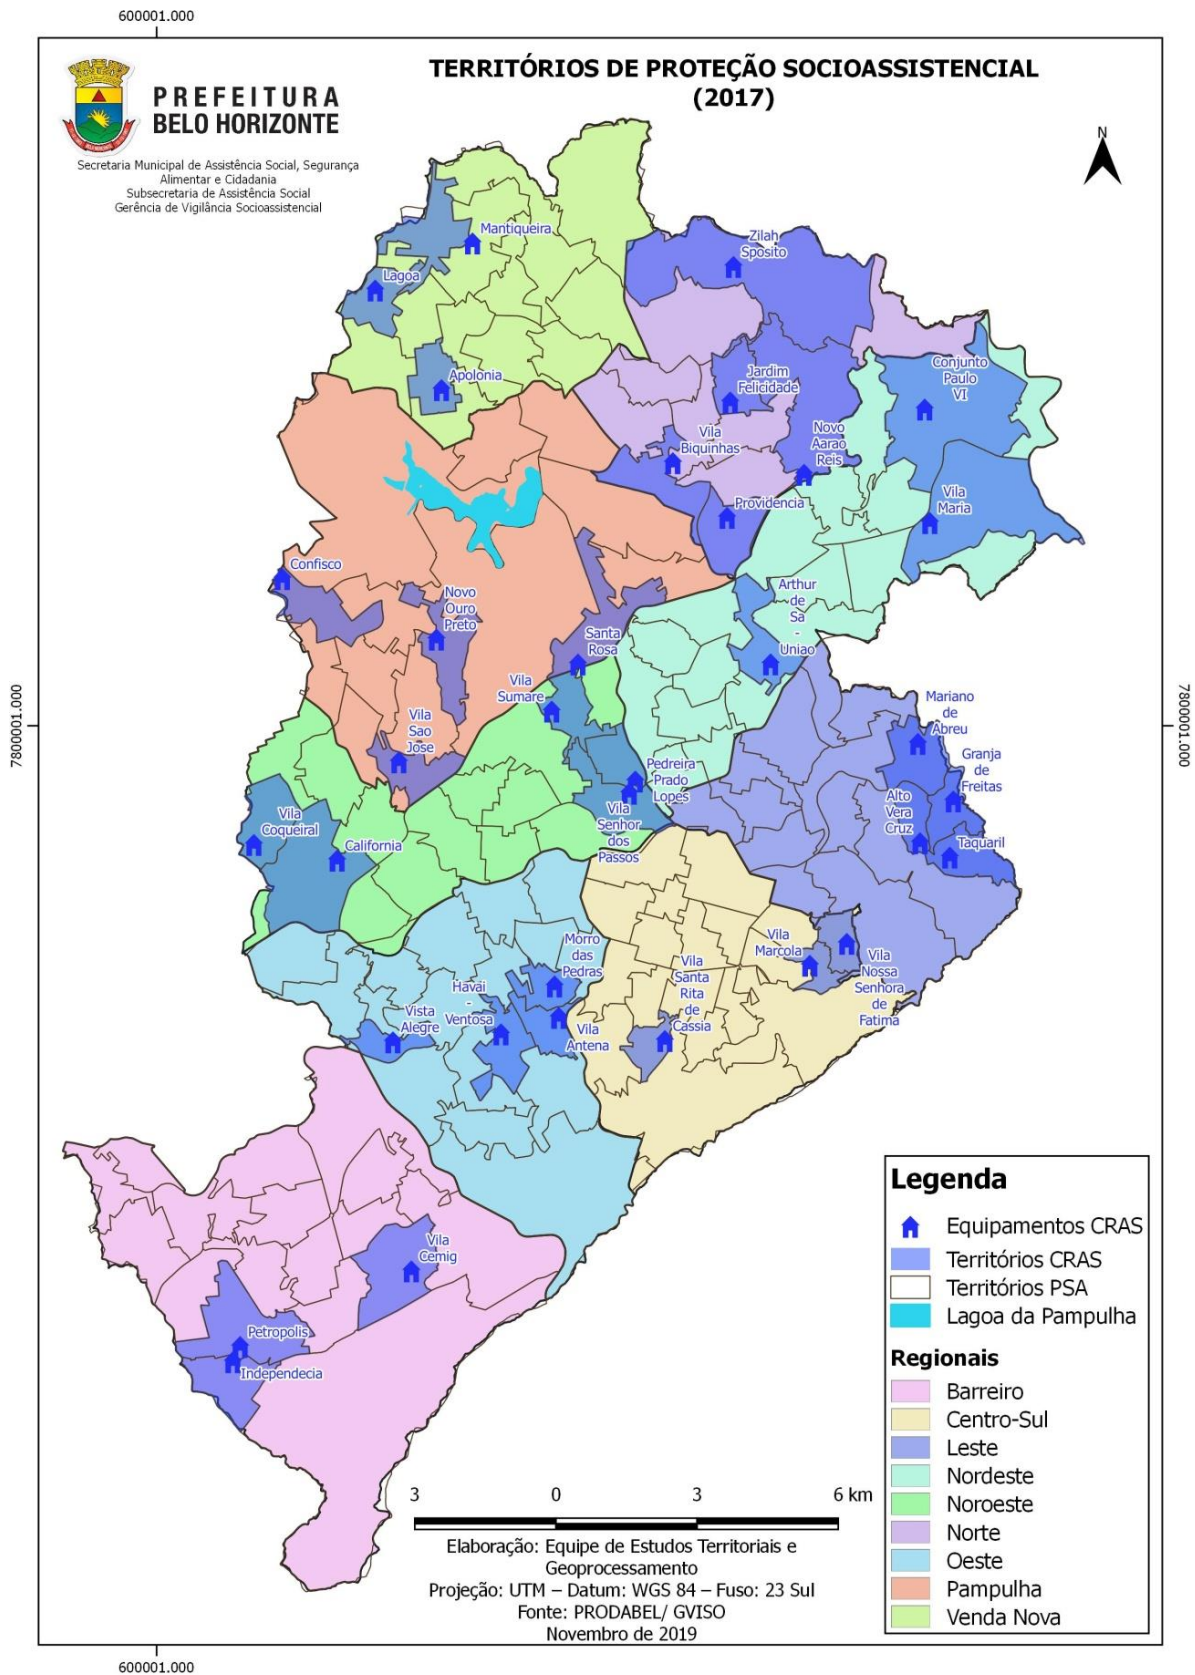 600001.000
TERRITÓRIOS DE PROTEÇÃO SOCIOASSISTENCIAL
(2017)
PREFEITURA
BELO HORIZONTE
Secretaria Municipal de Assistência Social, Segurança
Alimentar e Cidadania
Subsecretaria de Assistência Social
Gerência de Vigilância Socioassistencial
N
Mantiqueira
Zilah
Sposito
Lagoa
Apolonia
Jardim
Felicidade
Conjunto
Paulo
VI
Vila
Biquinhas
Novo
Aarao
Reis
Providencia
Vila
Maria
Confisco
Novo
Ouro
Preto
Arthur
de
Sa
-
Uniao
Santa
Rosa
Vila
Sumare
Vila
Sao
Jose
Mariano
de
Abreu
Granja
de
Freitas
Pedreira
Prado
Lopes
Alto
Vera
Cruz
Taquaril
Vila
Senhor
dos
Passos
Vila
Coqueiral
California
7800001.000
7800001.000
Morro
das
Pedras
Vila
Marcola
Vila
Nossa
Senhora
de
Fatima
Vila
Santa
Rita
de
Cassia
Havai
-
Ventosa
Vista
Alegre
Vila
Antena
Vila
Cemig
Petropolis
Independecia
Legenda
Equipamentos CRAS
Territórios CRAS
Territórios PSA
Lagoa da Pampulha
Regionais
Barreiro
Centro-Sul
Leste
Nordeste
Noroeste
Norte
Oeste
Pampulha
Venda Nova
3 0 3 6 km
Elaboração: Equipe de Estudos Territoriais e
Geoprocessamento
Projeção: UTM – Datum: WGS 84 – Fuso: 23 Sul
Fonte: PRODABEL/ GVISO
Novembro de 2019
600001.000